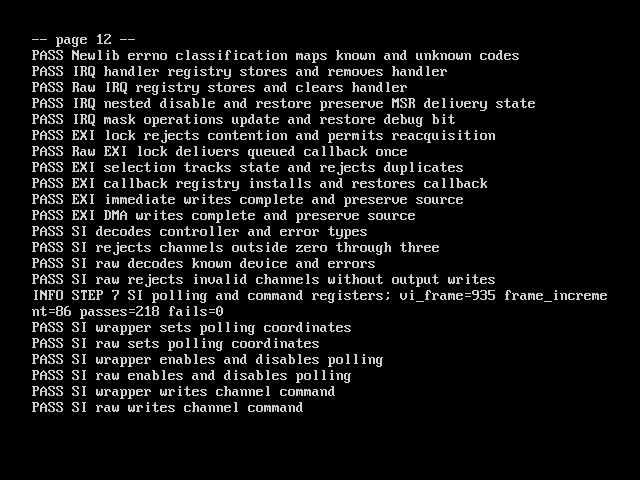 -- page 12 --
PASS Newlib errno classification maps known and unknown codes
PASS IRQ handler registry stores and removes handler
PASS Raw IRQ registry stores and clears handler
PASS IRQ nested disable and restore preserve MSR delivery state
PASS IRQ mask operations update and restore debug bit
PASS EXI lock rejects contention and permits reacquisition
PASS Raw EXI lock delivers queued callback once
PASS EXI selection tracks state and rejects duplicates
PASS EXI callback registry installs and restores callback
PASS EXI immediate writes complete and preserve source
PASS EXI DMA writes complete and preserve source
PASS SI decodes controller and error types
PASS SI rejects channels outside zero through three
PASS SI raw decodes known device and errors
PASS SI raw rejects invalid channels without output writes
INFO STEP 7 SI polling and command registers; vi_frame=935 frame_increme
nt=86 passes=218 fails=0
PASS SI wrapper sets polling coordinates
PASS SI raw sets polling coordinates
PASS SI wrapper enables and disables polling
PASS SI raw enables and disables polling
PASS SI wrapper writes channel command
PASS SI raw writes channel command